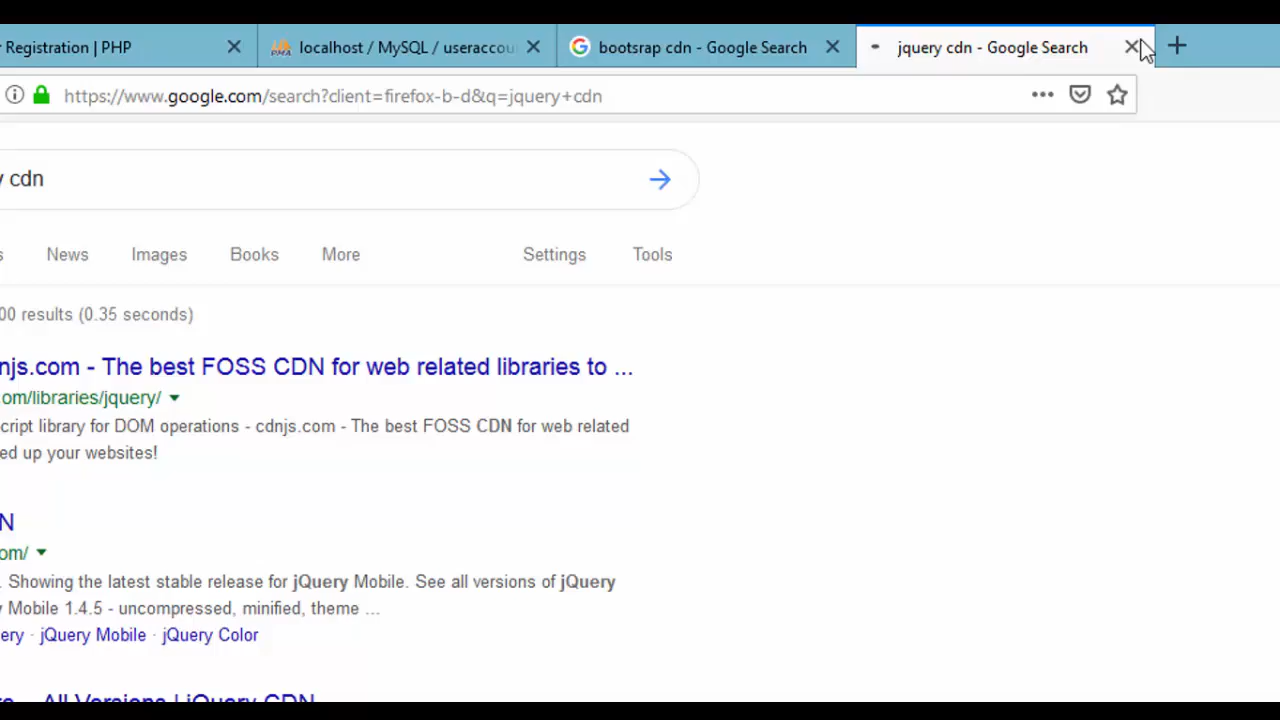 r Registration | PHP
localhost / MySQL / useraccou
bootsrap cdn - Google Search
jquery cdn - Google Search
https://www.google.com/search?client=firefox-b-d&q=jquery+cdn
y cdn
s News Images Books More Settings Tools
00 results (0.35 seconds)
njs.com - The best FOSS CDN for web related libraries to ...
om/libraries/jquery/
cript library for DOM operations - cdnjs.com - The best FOSS CDN for web related
ed up your websites!
N
om/
. Showing the latest stable release for jQuery Mobile. See all versions of jQuery
y Mobile 1.4.5 - uncompressed, minified, theme ...
ery · jQuery Mobile · jQuery Color
All Versions | jQuery CDN